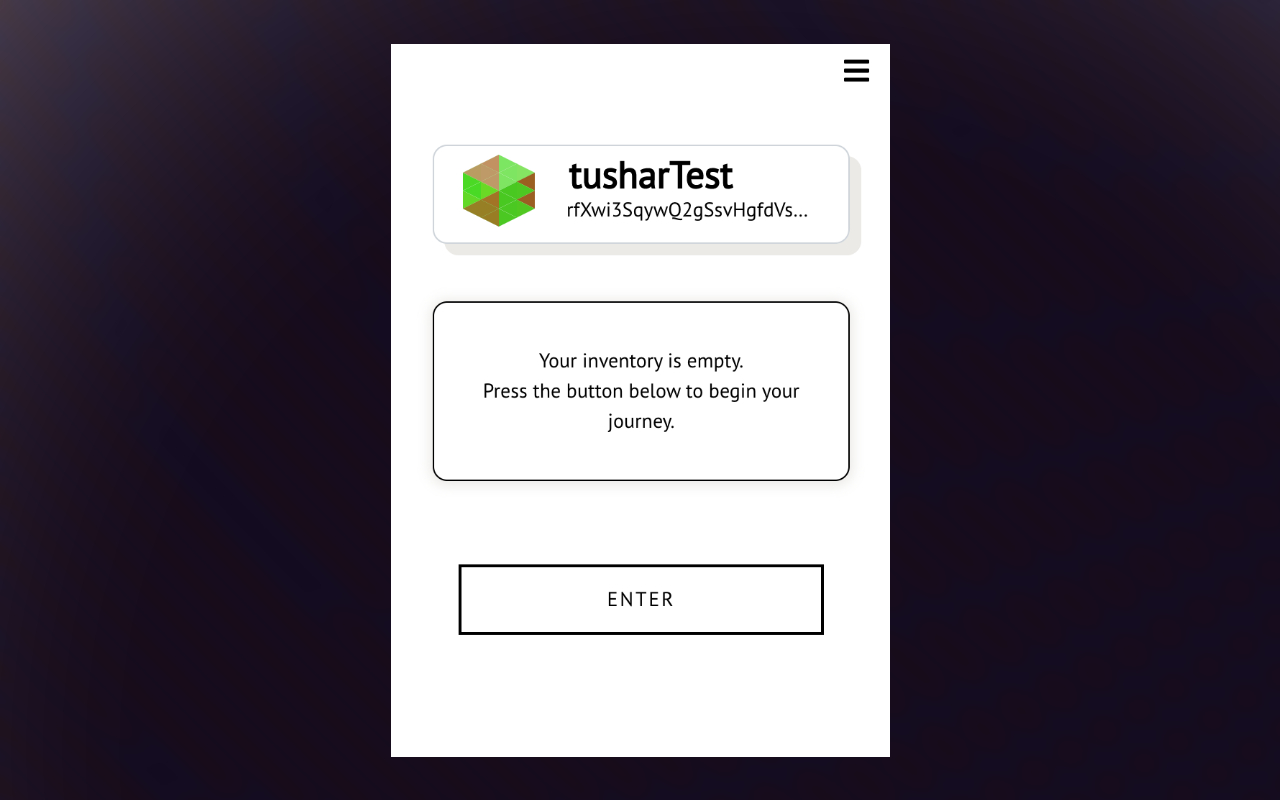 tusharTest
rfXwi3SqywQ2gSsvHgfdVs...
Your inventory is empty.
Press the button below to begin your
journey.
ENTER